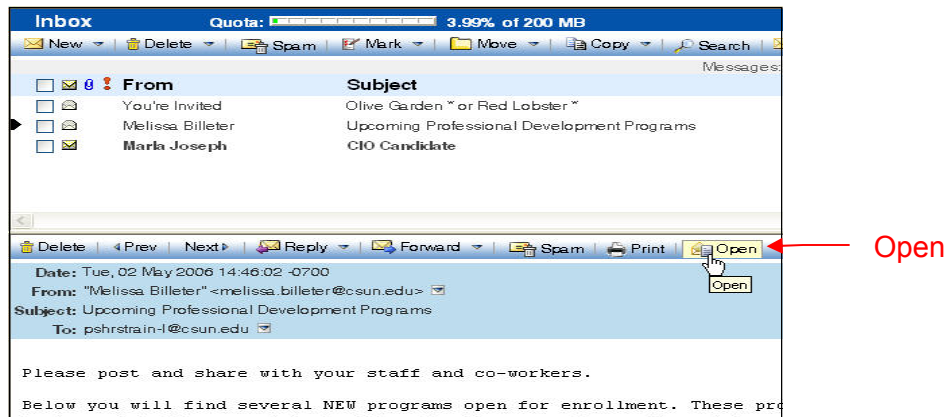 Inbox Quota: 3.99% of 200 MB
New Delete Spam Mark Move Copy Search
Messages:
From Subject
You're Invited Olive Garden * or Red Lobster *
Melissa Billeter Upcoming Professional Development Programs
Marla Joseph CIO Candidate
Delete Prev Next Reply Forward Spam Print Open Open
Open
Date: Tue, 02 May 2006 14:46:02 -0700
From: "Melissa Billeter" <melissa.billeter@csun.edu>
Subject: Upcoming Professional Development Programs
To: pshrstrain-l@csun.edu
Please post and share with your staff and co-workers.
Below you will find several NEW programs open for enrollment. These pro